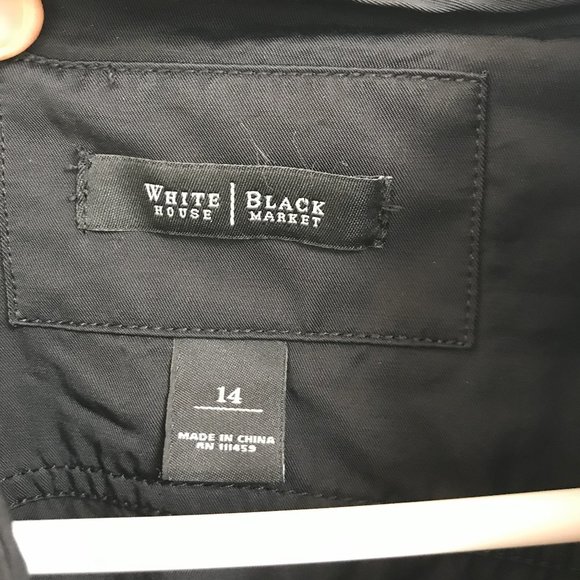 WHITE | BLACK
HOUSE | MARKET
14
MADE IN CHINA
RN 111459